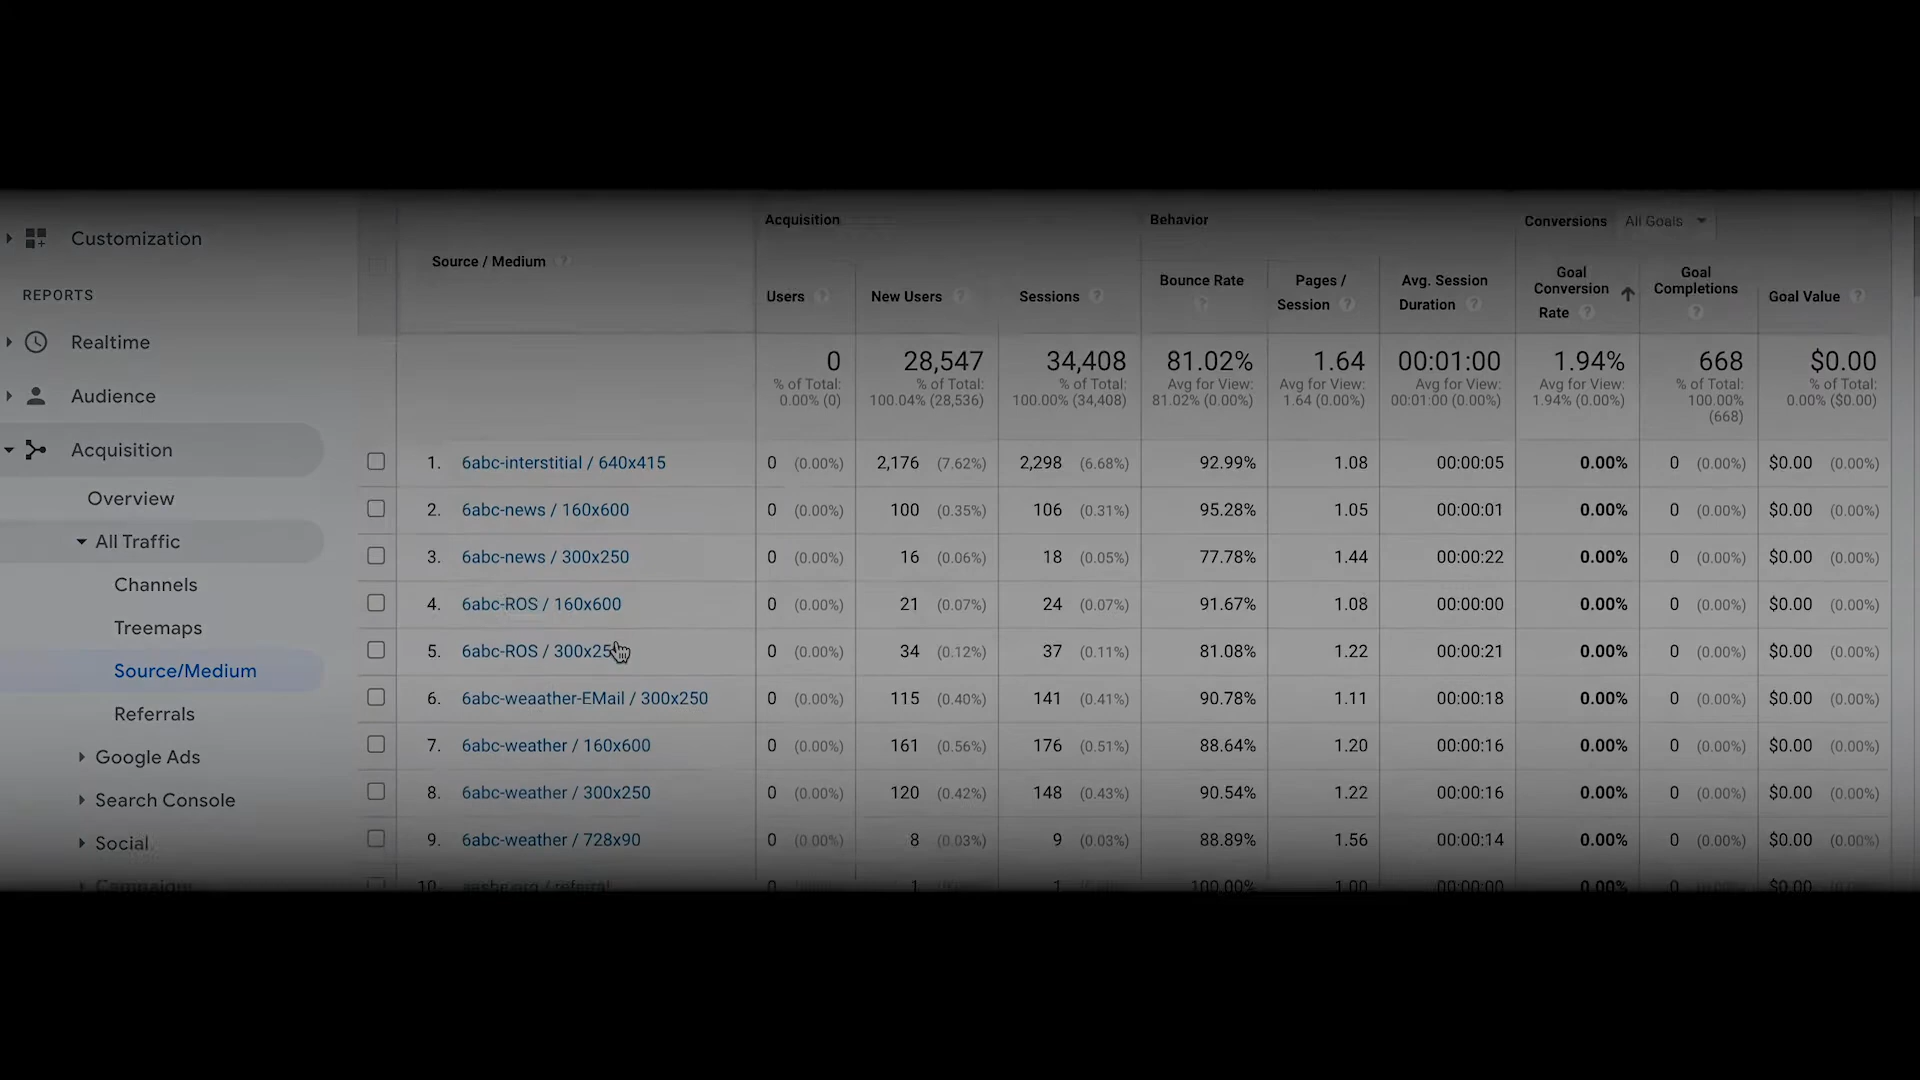 Customization
REPORTS
Realtime
Audience
Acquisition
Overview
All Traffic
Channels
Treemaps
Source/Medium
Referrals
Google Ads
Search Console
Social
Campaigns
Acquisition Behavior Conversions All Goals
Source / Medium
Users New Users Sessions Bounce Rate Pages / Session Avg. Session Duration Goal Conversion Rate Goal Completions Goal Value
0 28,547 34,408 81.02% 1.64 00:01:00 1.94% 668 $0.00
% of Total: % of Total: % of Total: Avg for View: Avg for View: Avg for View: Avg for View: % of Total: % of Total:
0.00% (0) 100.04% (28,536) 100.00% (34,408) 81.02% (0.00%) 1.64 (0.00%) 00:01:00 (0.00%) 1.94% (0.00%) 100.00% (668) 0.00% ($0.00)
1. 6abc-interstitial / 640x415 0 (0.00%) 2,176 (7.62%) 2,298 (6.68%) 92.99% 1.08 00:00:05 0.00% 0 (0.00%) $0.00 (0.00%)
2. 6abc-news / 160x600 0 (0.00%) 100 (0.35%) 106 (0.31%) 95.28% 1.05 00:00:01 0.00% 0 (0.00%) $0.00 (0.00%)
3. 6abc-news / 300x250 0 (0.00%) 16 (0.06%) 18 (0.05%) 77.78% 1.44 00:00:22 0.00% 0 (0.00%) $0.00 (0.00%)
4. 6abc-ROS / 160x600 0 (0.00%) 21 (0.07%) 24 (0.07%) 91.67% 1.08 00:00:00 0.00% 0 (0.00%) $0.00 (0.00%)
5. 6abc-ROS / 300x250 0 (0.00%) 34 (0.12%) 37 (0.11%) 81.08% 1.22 00:00:21 0.00% 0 (0.00%) $0.00 (0.00%)
6. 6abc-weaather-EMail / 300x250 0 (0.00%) 115 (0.40%) 141 (0.41%) 90.78% 1.11 00:00:18 0.00% 0 (0.00%) $0.00 (0.00%)
7. 6abc-weather / 160x600 0 (0.00%) 161 (0.56%) 176 (0.51%) 88.64% 1.20 00:00:16 0.00% 0 (0.00%) $0.00 (0.00%)
8. 6abc-weather / 300x250 0 (0.00%) 120 (0.42%) 148 (0.43%) 90.54% 1.22 00:00:16 0.00% 0 (0.00%) $0.00 (0.00%)
9. 6abc-weather / 728x90 0 (0.00%) 8 (0.03%) 9 (0.03%) 88.89% 1.56 00:00:14 0.00% 0 (0.00%) $0.00 (0.00%)
10. / referral 0 1 1 100.00% 1.00 00:00:00 0.00% 0 $0.00